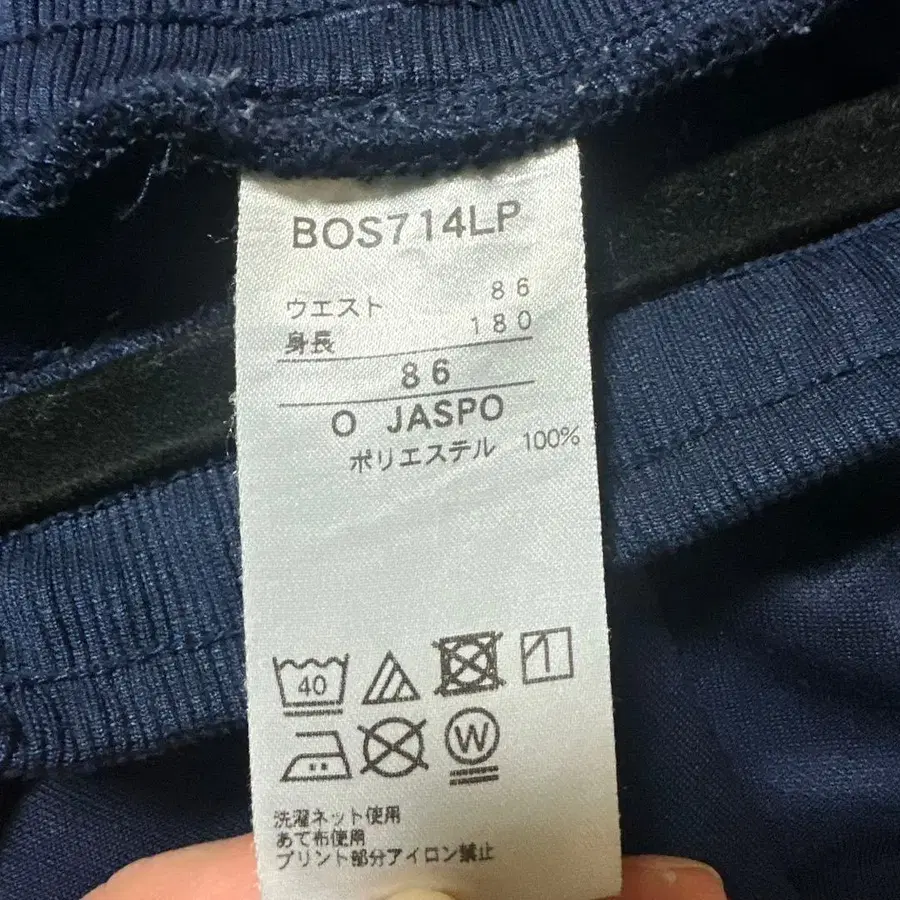 BOS714LP
ウエスト 86
身長 180
86
O JASPO
ポリエステル 100%
40
W
洗濯ネット使用
あて布使用
プリント部分アイロン禁止